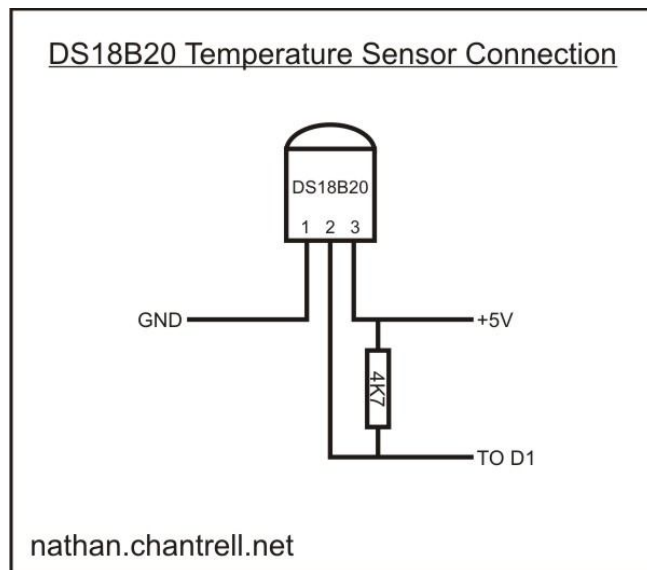 DS18B20 Temperature Sensor Connection
DS18B20
1 2 3
GND
+5V
4K7
TO D1
nathan.chantrell.net